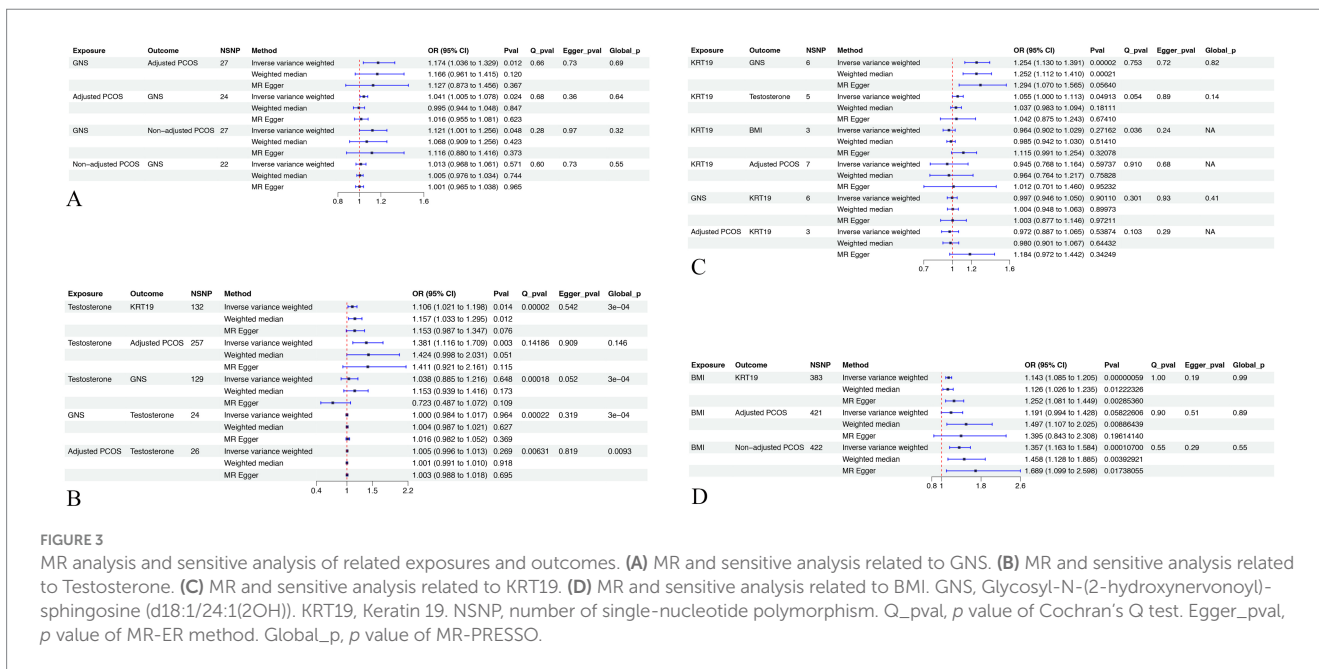 Exposure Outcome NSNP Method OR (95% CI) Pval Q_pval Egger_pval Global_p
GNS Adjusted PCOS 27 Inverse variance weighted 1.174 (1.036 to 1.329) 0.012 0.66 0.73 0.69
Weighted median 1.166 (0.961 to 1.415) 0.120
MR Egger 1.127 (0.873 to 1.456) 0.367
Adjusted PCOS GNS 24 Inverse variance weighted 1.041 (1.005 to 1.078) 0.024 0.68 0.36 0.64
Weighted median 0.995 (0.944 to 1.048) 0.847
MR Egger 1.016 (0.955 to 1.081) 0.623
GNS Non−adjusted PCOS 27 Inverse variance weighted 1.121 (1.001 to 1.256) 0.048 0.28 0.97 0.32
Weighted median 1.068 (0.909 to 1.256) 0.423
MR Egger 1.116 (0.880 to 1.416) 0.373
Non−adjusted PCOS GNS 22 Inverse variance weighted 1.013 (0.968 to 1.061) 0.571 0.60 0.73 0.55
Weighted median 1.005 (0.976 to 1.034) 0.744
MR Egger 1.001 (0.965 to 1.038) 0.965
0.8 1 1.2 1.6
A
Exposure Outcome NSNP Method OR (95% CI) Pval Q_pval Egger_pval Global_p
Testosterone KRT19 132 Inverse variance weighted 1.106 (1.021 to 1.198) 0.014 0.00002 0.542 3e−04
Weighted median 1.157 (1.033 to 1.295) 0.012
MR Egger 1.153 (0.987 to 1.347) 0.076
Testosterone Adjusted PCOS 257 Inverse variance weighted 1.381 (1.116 to 1.709) 0.003 0.14186 0.909 0.146
Weighted median 1.424 (0.998 to 2.031) 0.051
MR Egger 1.411 (0.921 to 2.161) 0.115
Testosterone GNS 129 Inverse variance weighted 1.038 (0.885 to 1.216) 0.648 0.00018 0.052 3e−04
Weighted median 1.153 (0.939 to 1.416) 0.173
MR Egger 0.723 (0.487 to 1.072) 0.109
GNS Testosterone 24 Inverse variance weighted 1.000 (0.984 to 1.017) 0.964 0.00022 0.319 3e−04
Weighted median 1.004 (0.987 to 1.021) 0.627
MR Egger 1.016 (0.982 to 1.052) 0.369
Adjusted PCOS Testosterone 26 Inverse variance weighted 1.005 (0.996 to 1.013) 0.269 0.00631 0.819 0.0093
Weighted median 1.001 (0.991 to 1.010) 0.918
MR Egger 1.003 (0.988 to 1.018) 0.695
0.4 1 1.5 2.2
B
Exposure Outcome NSNP Method OR (95% CI) Pval Q_pval Egger_pval Global_p
KRT19 GNS 6 Inverse variance weighted 1.254 (1.130 to 1.391) 0.00002 0.753 0.72 0.82
Weighted median 1.252 (1.112 to 1.410) 0.00021
MR Egger 1.294 (1.070 to 1.565) 0.05640
KRT19 Testosterone 5 Inverse variance weighted 1.055 (1.000 to 1.113) 0.04913 0.054 0.89 0.14
Weighted median 1.037 (0.983 to 1.094) 0.18111
MR Egger 1.042 (0.875 to 1.243) 0.67410
KRT19 BMI 3 Inverse variance weighted 0.964 (0.902 to 1.029) 0.27162 0.036 0.24 NA
Weighted median 0.985 (0.942 to 1.030) 0.51410
MR Egger 1.115 (0.991 to 1.254) 0.32078
KRT19 Adjusted PCOS 7 Inverse variance weighted 0.945 (0.768 to 1.164) 0.59737 0.910 0.68 NA
Weighted median 0.964 (0.764 to 1.217) 0.75828
MR Egger 1.012 (0.701 to 1.460) 0.95232
GNS KRT19 6 Inverse variance weighted 0.997 (0.946 to 1.050) 0.90110 0.301 0.93 0.41
Weighted median 1.004 (0.948 to 1.063) 0.89973
MR Egger 1.003 (0.877 to 1.146) 0.97211
Adjusted PCOS KRT19 3 Inverse variance weighted 0.972 (0.887 to 1.065) 0.53874 0.103 0.29 NA
Weighted median 0.980 (0.901 to 1.067) 0.64432
MR Egger 1.184 (0.972 to 1.442) 0.34249
0.7 1 1.2 1.6
C
Exposure Outcome NSNP Method OR (95% CI) Pval Q_pval Egger_pval Global_p
BMI KRT19 383 Inverse variance weighted 1.143 (1.085 to 1.205) 0.00000059 1.00 0.19 0.99
Weighted median 1.126 (1.026 to 1.235) 0.01222326
MR Egger 1.252 (1.081 to 1.449) 0.00285360
BMI Adjusted PCOS 421 Inverse variance weighted 1.191 (0.994 to 1.428) 0.05822606 0.90 0.51 0.89
Weighted median 1.497 (1.107 to 2.025) 0.00886439
MR Egger 1.395 (0.843 to 2.308) 0.19614140
BMI Non−adjusted PCOS 422 Inverse variance weighted 1.357 (1.163 to 1.584) 0.00010700 0.55 0.29 0.55
Weighted median 1.458 (1.128 to 1.885) 0.00392921
MR Egger 1.689 (1.099 to 2.598) 0.01738055
0.8 1 1.8 2.6
D
FIGURE 3
MR analysis and sensitive analysis of related exposures and outcomes. (A) MR and sensitive analysis related to GNS. (B) MR and sensitive analysis related
to Testosterone. (C) MR and sensitive analysis related to KRT19. (D) MR and sensitive analysis related to BMI. GNS, Glycosyl-N-(2-hydroxynervonoyl)-
sphingosine (d18:1/24:1(2OH)). KRT19, Keratin 19. NSNP, number of single-nucleotide polymorphism. Q_pval, p value of Cochran's Q test. Egger_pval,
p value of MR-ER method. Global_p, p value of MR-PRESSO.